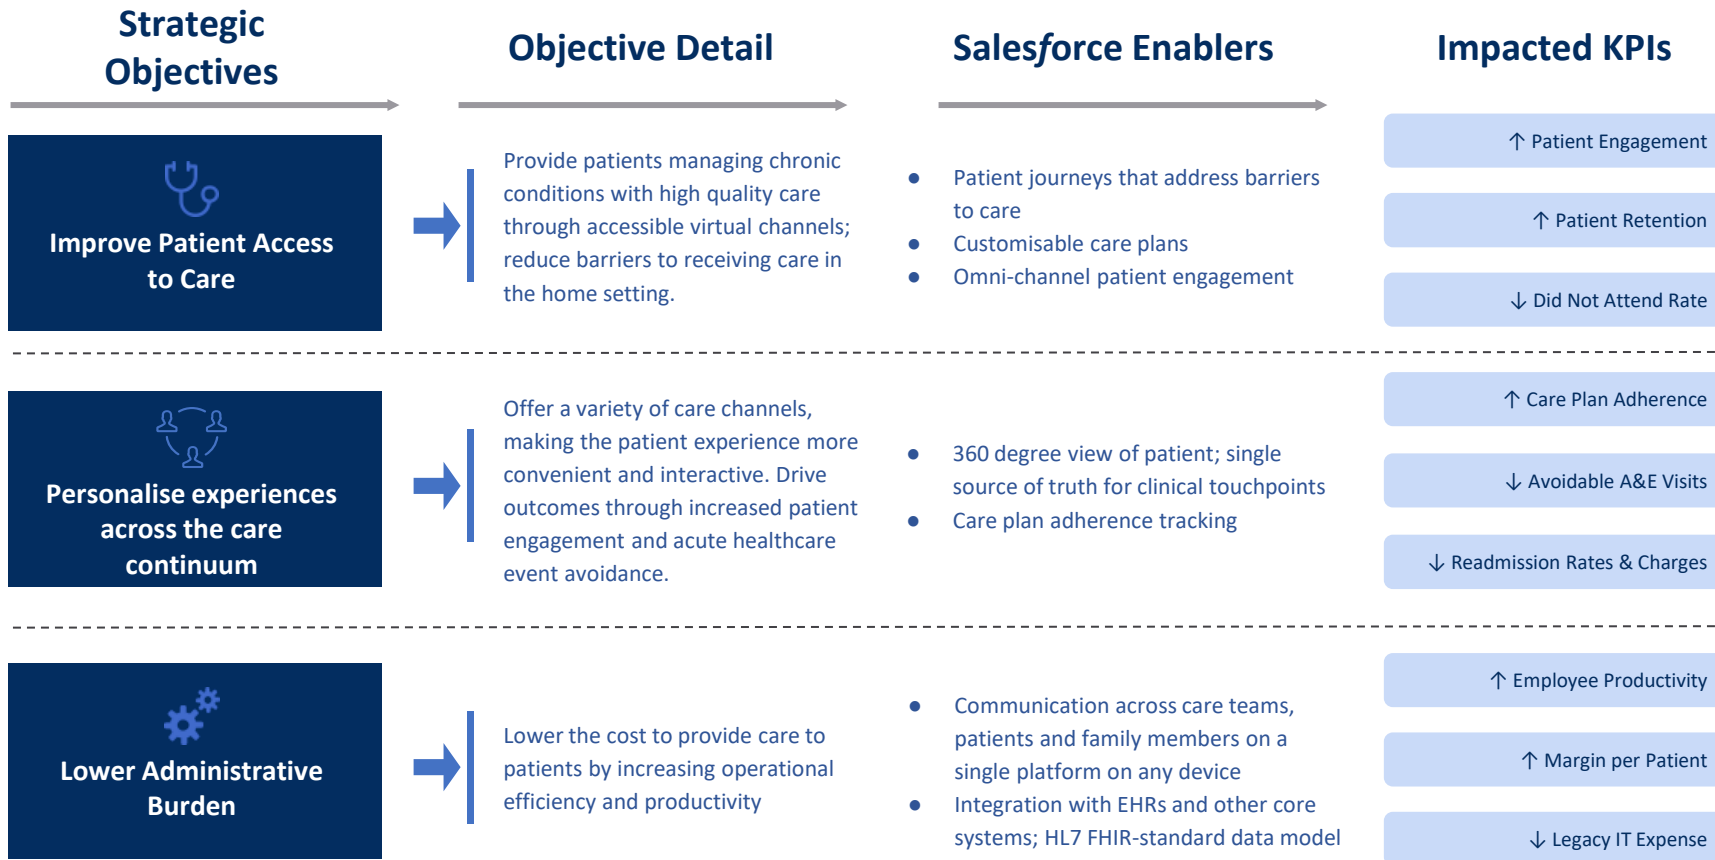 Strategic
Objectives
Objective Detail
Salesforce Enablers
Impacted KPIs
Improve Patient Access
to Care
Provide patients managing chronic
conditions with high quality care
through accessible virtual channels;
reduce barriers to receiving care in
the home setting.
● Patient journeys that address barriers
to care
● Customisable care plans
● Omni-channel patient engagement
↑ Patient Engagement
↑ Patient Retention
↓ Did Not Attend Rate
Personalise experiences
across the care
continuum
Offer a variety of care channels,
making the patient experience more
convenient and interactive. Drive
outcomes through increased patient
engagement and acute healthcare
event avoidance.
● 360 degree view of patient; single
source of truth for clinical touchpoints
● Care plan adherence tracking
↑ Care Plan Adherence
↓ Avoidable A&E Visits
↓ Readmission Rates & Charges
Lower Administrative
Burden
Lower the cost to provide care to
patients by increasing operational
efficiency and productivity
● Communication across care teams,
patients and family members on a
single platform on any device
● Integration with EHRs and other core
systems; HL7 FHIR-standard data model
↑ Employee Productivity
↑ Margin per Patient
↓ Legacy IT Expense